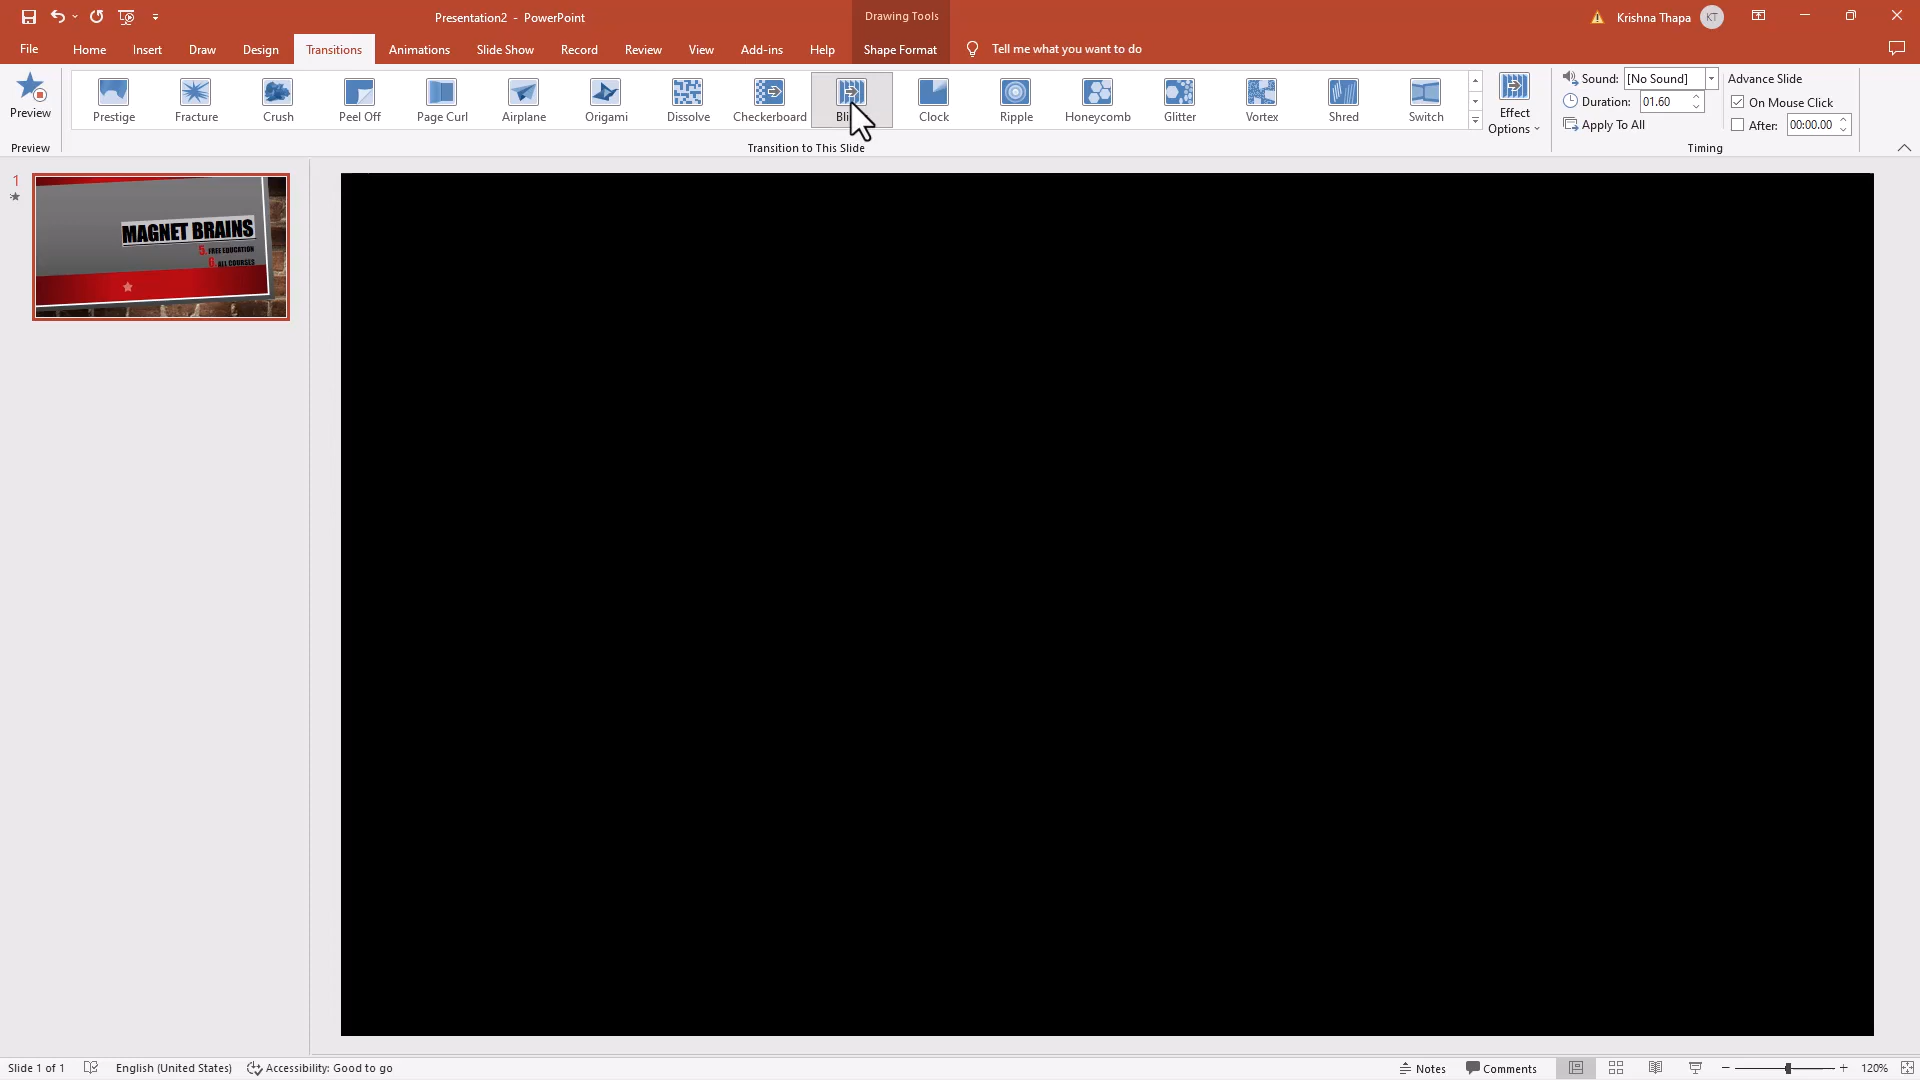 Presentation2 - PowerPoint
Drawing Tools
Krishna Thapa
KT
File
Home
Insert
Draw
Design
Transitions
Animations
Slide Show
Record
Review
View
Add-ins
Help
Shape Format
Tell me what you want to do
Preview
Prestige
Fracture
Crush
Peel Off
Page Curl
Airplane
Origami
Dissolve
Checkerboard
Clock
Ripple
Honeycomb
Glitter
Vortex
Shred
Switch
Effect
Options
Sound: [No Sound]
Duration: 01.60
Apply To All
Advance Slide
On Mouse Click
After: 00:00.00
Preview
Transition to This Slide
Timing
1
MAGNET BRAINS
5. FREE EDUCATION
6. ALL COURSES
Slide 1 of 1
English (United States)
Accessibility: Good to go
Notes
Comments
120%